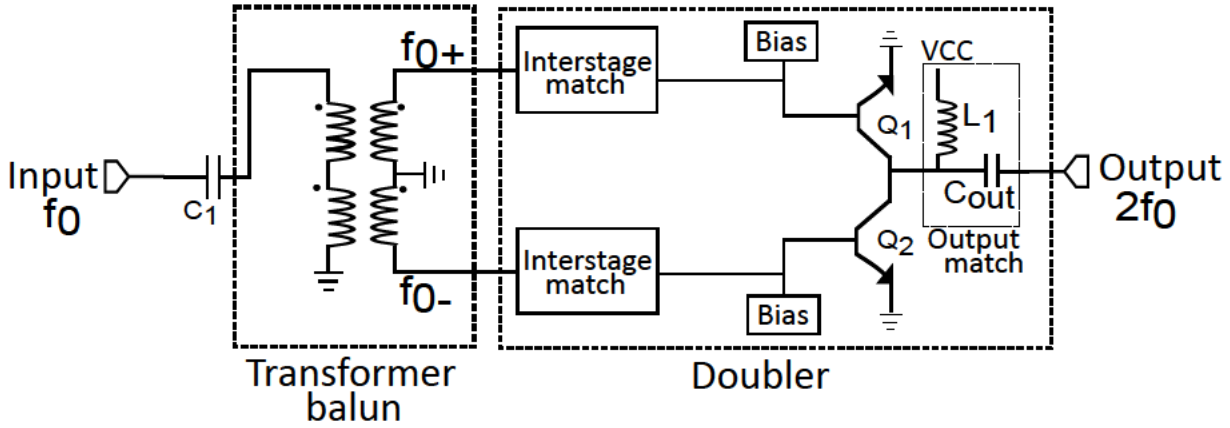 Input
f0
C1
f0+
f0-
Transformer
balun
Interstage
match
Interstage
match
Bias
Bias
Q1
Q2
VCC
L1
Cout
Output
match
Doubler
Output
2f0